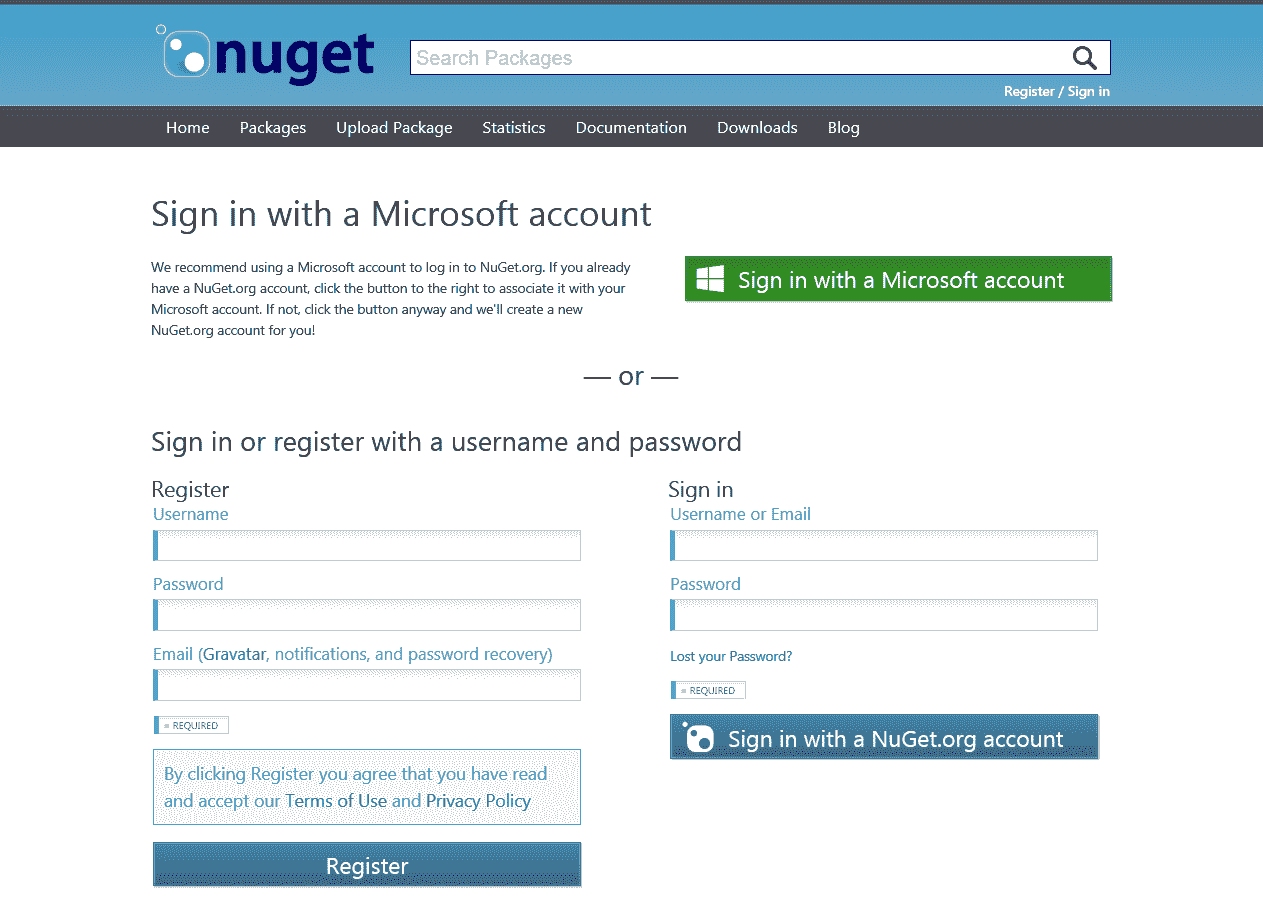 nuget
Search Packages
Register / Sign in
Home Packages Upload Package Statistics Documentation Downloads Blog
Sign in with a Microsoft account
We recommend using a Microsoft account to log in to NuGet.org. If you already
have a NuGet.org account, click the button to the right to associate it with your
Microsoft account. If not, click the button anyway and we'll create a new
NuGet.org account for you!
Sign in with a Microsoft account
— or —
Sign in or register with a username and password
Register
Username
Password
Email (Gravatar, notifications, and password recovery)
= REQUIRED
By clicking Register you agree that you have read
and accept our Terms of Use and Privacy Policy
Register
Sign in
Username or Email
Password
Lost your Password?
= REQUIRED
Sign in with a NuGet.org account